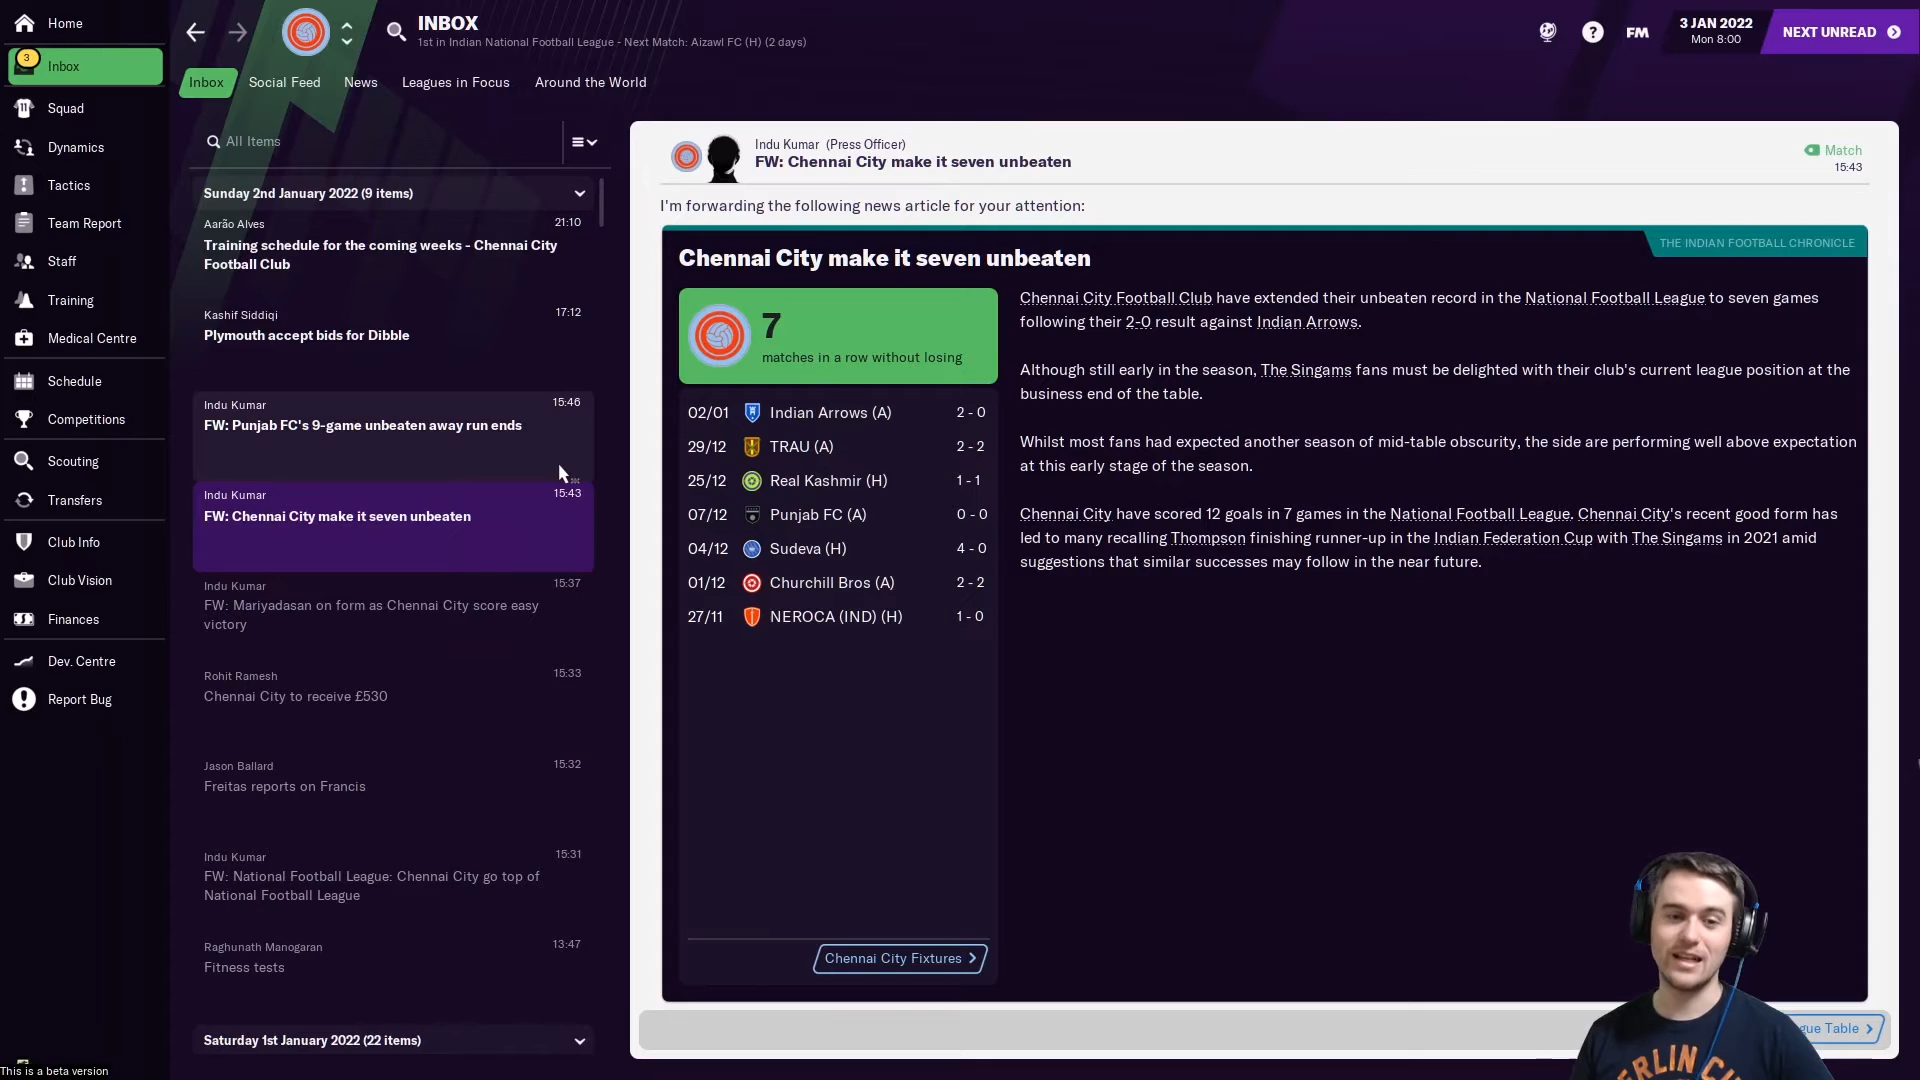 Home
3
Inbox
Squad
Dynamics
Tactics
Team Report
Staff
Training
Medical Centre
Schedule
Competitions
Scouting
Transfers
Club Info
Club Vision
Finances
Dev. Centre
Report Bug
This is a beta version
INBOX
1st in Indian National Football League - Next Match: Aizawl FC (H) (2 days)
FM
3 JAN 2022
Mon 8:00
NEXT UNREAD
Inbox
Social Feed
News
Leagues in Focus
Around the World
All Items
Sunday 2nd January 2022 (9 items)
Aarão Alves
21:10
Training schedule for the coming weeks - Chennai City
Football Club
Kashif Siddiqi
17:12
Plymouth accept bids for Dibble
Indu Kumar
15:46
FW: Punjab FC's 9-game unbeaten away run ends
Indu Kumar
15:43
FW: Chennai City make it seven unbeaten
Indu Kumar
15:37
FW: Mariyadasan on form as Chennai City score easy
victory
Rohit Ramesh
15:33
Chennai City to receive £530
Jason Ballard
15:32
Freitas reports on Francis
Indu Kumar
15:31
FW: National Football League: Chennai City go top of
National Football League
Raghunath Manogaran
13:47
Fitness tests
Saturday 1st January 2022 (22 items)
Indu Kumar (Press Officer)
FW: Chennai City make it seven unbeaten
Match
15:43
I'm forwarding the following news article for your attention:
THE INDIAN FOOTBALL CHRONICLE
Chennai City make it seven unbeaten
7
matches in a row without losing
02/01 Indian Arrows (A) 2 - 0
29/12 TRAU (A) 2 - 2
25/12 Real Kashmir (H) 1 - 1
07/12 Punjab FC (A) 0 - 0
04/12 Sudeva (H) 4 - 0
01/12 Churchill Bros (A) 2 - 2
27/11 NEROCA (IND) (H) 1 - 0
Chennai City Fixtures
Chennai City Football Club have extended their unbeaten record in the National Football League to seven games
following their 2-0 result against Indian Arrows.
Although still early in the season, The Singams fans must be delighted with their club's current league position at the
business end of the table.
Whilst most fans had expected another season of mid-table obscurity, the side are performing well above expectation
at this early stage of the season.
Chennai City have scored 12 goals in 7 games in the National Football League. Chennai City's recent good form has
led to many recalling Thompson finishing runner-up in the Indian Federation Cup with The Singams in 2021 amid
suggestions that similar successes may follow in the near future.
gue Table
ERLIN CI